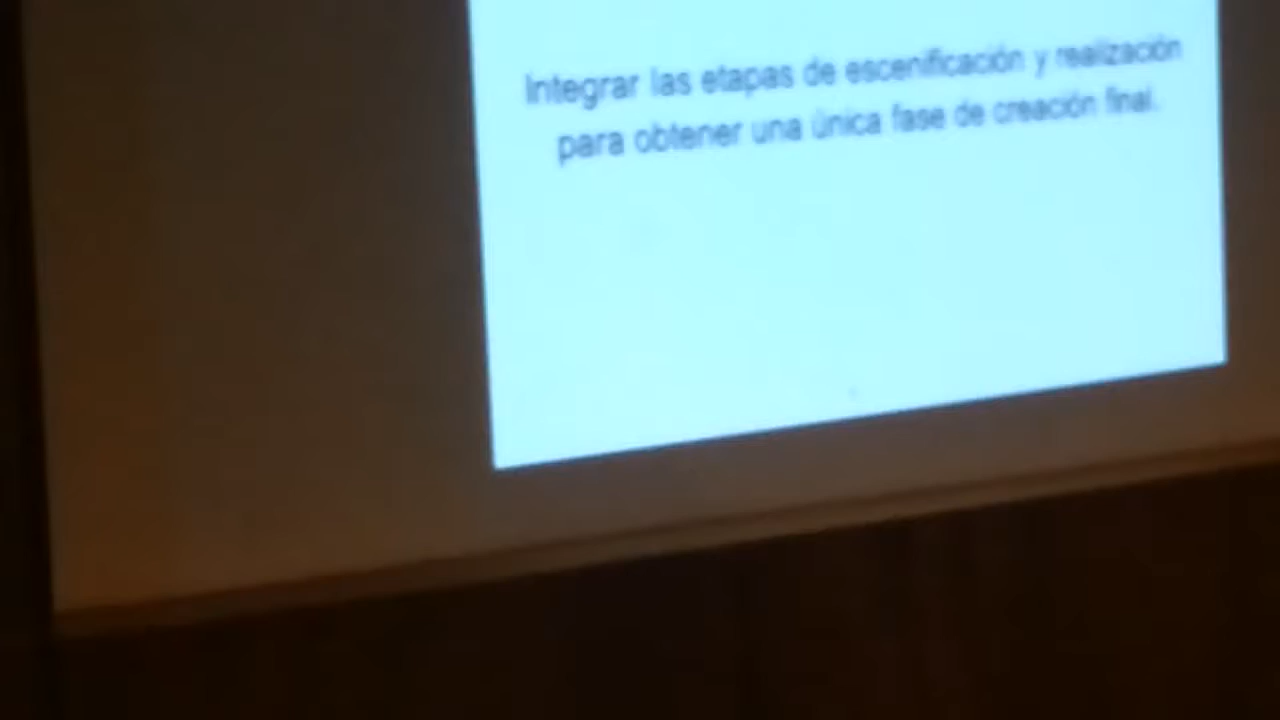 Integrar las etapas de escenificación y realización
para obtener una única fase de creación final.